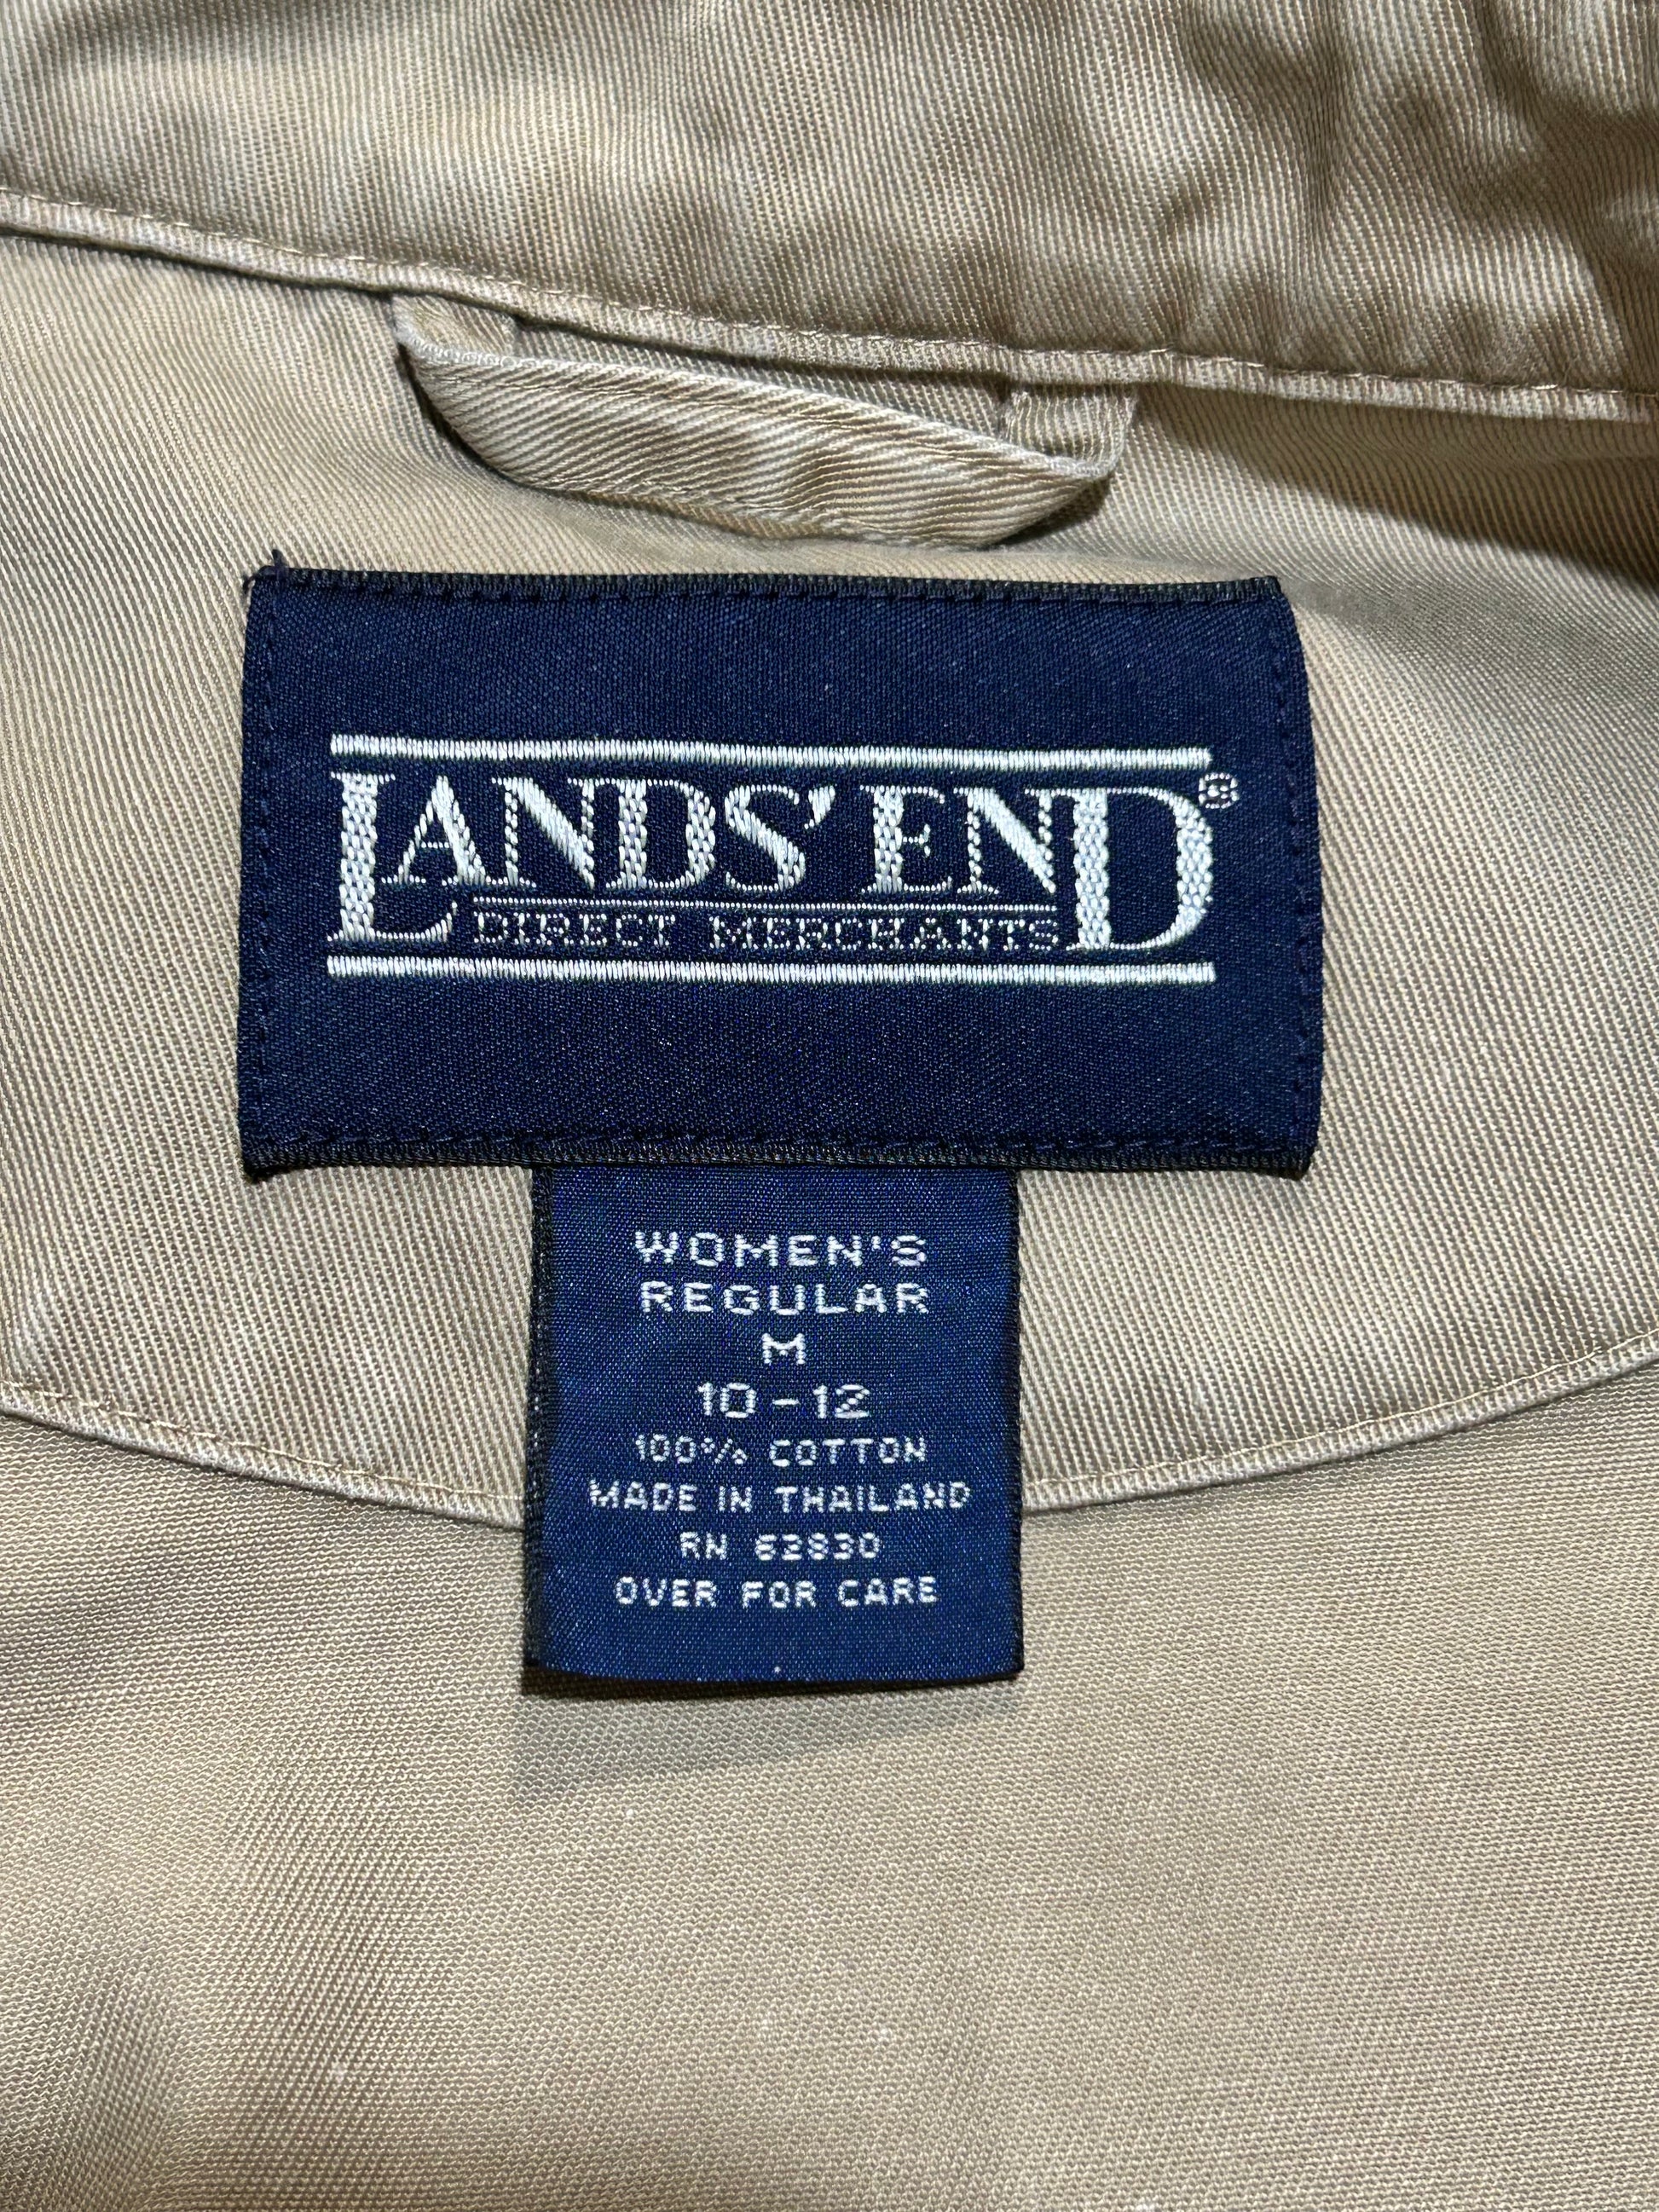 LANDS' END®
DIRECT MERCHANTS
WOMEN'S
REGULAR
M
10-12
100% COTTON
MADE IN THAILAND
RN 62830
OVER FOR CARE